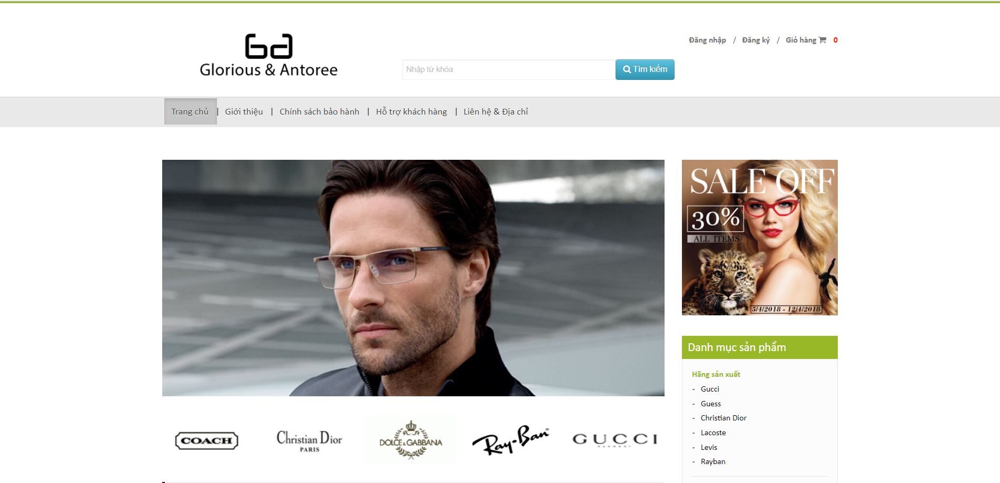 Đăng nhập / Đăng ký / Giỏ hàng 0
Glorious & Antoree
Nhập từ khóa
Tìm kiếm
Trang chủ | Giới thiệu | Chính sách bảo hành | Hỗ trợ khách hàng | Liên hệ & Địa chỉ
SALE OFF
30%
ALL ITEMS
5/4/2018 - 12/4/2018
Danh mục sản phẩm
Hãng sản xuất
- Gucci
- Guess
- Christian Dior
- Lacoste
- Levis
- Rayban
COACH
Christian Dior
PARIS
DOLCE & GABBANA
Ray-Ban
GUCCI
eyewear